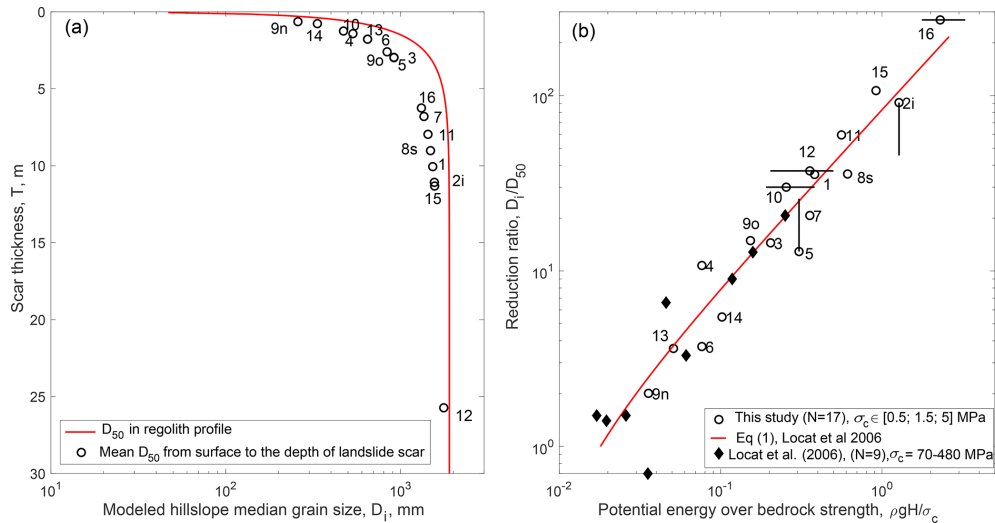 (a)
0
5
10
15
20
25
30
Scar thickness, T, m
9n
14
10
4
13
6
9o
3
5
16
7
11
8s
1
2i
15
12
D50 in regolith profile
Mean D50 from surface to the depth of landslide scar
10^1
10^2
10^3
Modeled hillslope median grain size, Di, mm
(b)
10^2
10^1
10^0
Reduction ratio, Di/D50
16
15
2i
11
12
8s
1
10
7
9o
3
5
4
14
13
6
9n
This study (N=17), σc∈ [0.5; 1.5; 5] MPa
Eq (1), Locat et al 2006
Locat et al. (2006), (N=9),σc= 70-480 MPa
10^-2
10^-1
10^0
Potential energy over bedrock strength, ρgH/σc